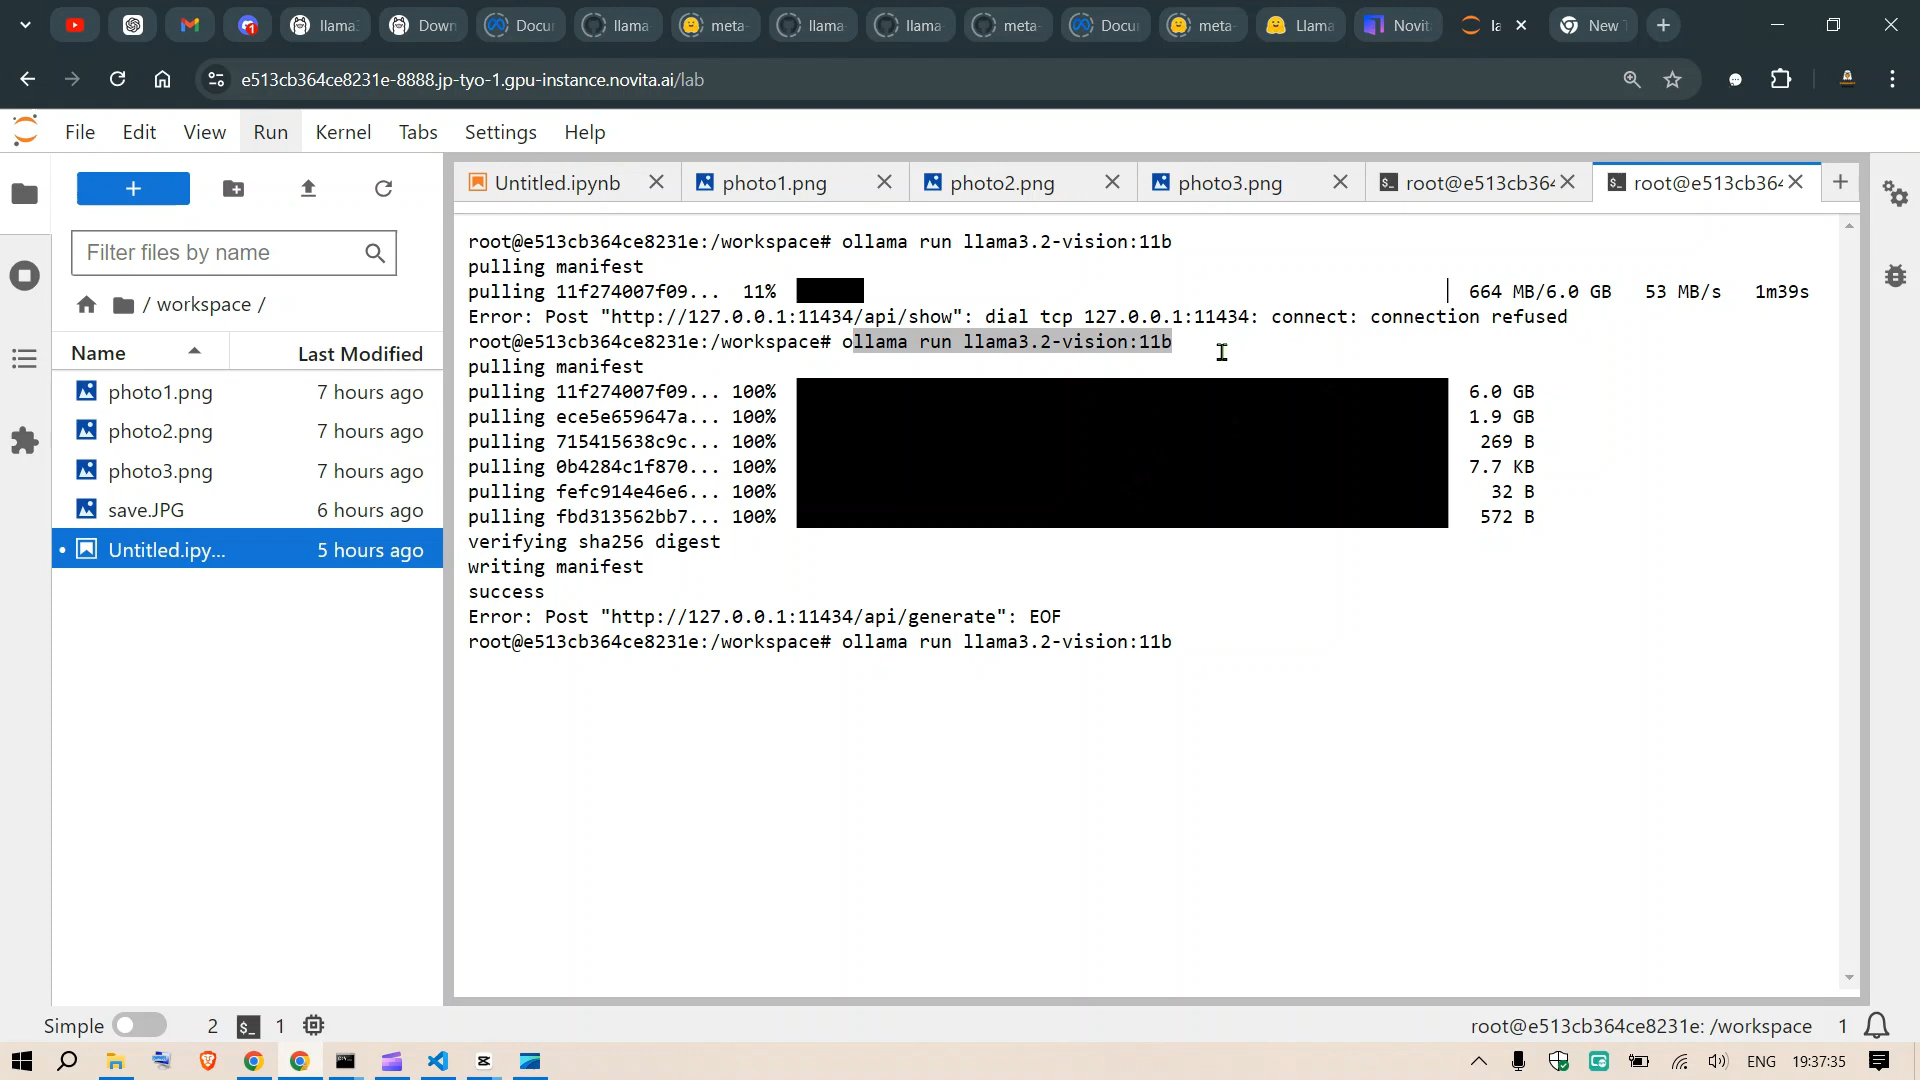 llama
Down
Docu
llama
meta-
llama-
llama
meta-
Docu
meta-
Llama
Novit
la
New
e513cb364ce8231e-8888.jp-tyo-1.gpu-instance.novita.ai/lab
File Edit View Run Kernel Tabs Settings Help
Untitled.ipynb
photo1.png
photo2.png
photo3.png
root@e513cb364
root@e513cb364
Filter files by name
/ workspace /
Name Last Modified
photo1.png 7 hours ago
photo2.png 7 hours ago
photo3.png 7 hours ago
save.JPG 6 hours ago
Untitled.ipy... 5 hours ago
root@e513cb364ce8231e:/workspace# ollama run llama3.2-vision:11b
pulling manifest
pulling 11f274007f09... 11% 664 MB/6.0 GB 53 MB/s 1m39s
Error: Post "http://127.0.0.1:11434/api/show": dial tcp 127.0.0.1:11434: connect: connection refused
root@e513cb364ce8231e:/workspace# ollama run llama3.2-vision:11b
pulling manifest
pulling 11f274007f09... 100% 6.0 GB
pulling ece5e659647a... 100% 1.9 GB
pulling 715415638c9c... 100% 269 B
pulling 0b4284c1f870... 100% 7.7 KB
pulling fefc914e46e6... 100% 32 B
pulling fbd313562bb7... 100% 572 B
verifying sha256 digest
writing manifest
success
Error: Post "http://127.0.0.1:11434/api/generate": EOF
root@e513cb364ce8231e:/workspace# ollama run llama3.2-vision:11b
Simple 2 $_ 1
root@e513cb364ce8231e: /workspace 1
ENG 19:37:35